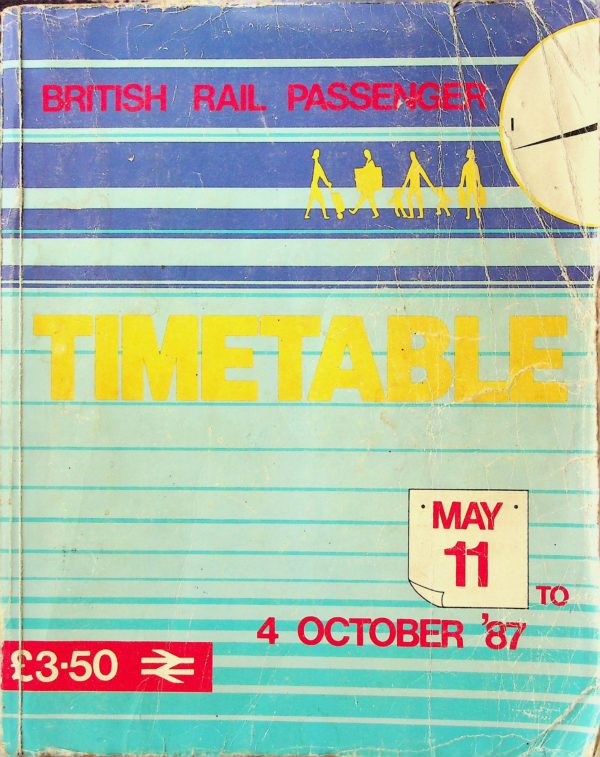 BRITISH RAIL PASSENGER
TIMETABLE
MAY
11
TO
4 OCTOBER '87
£3·50